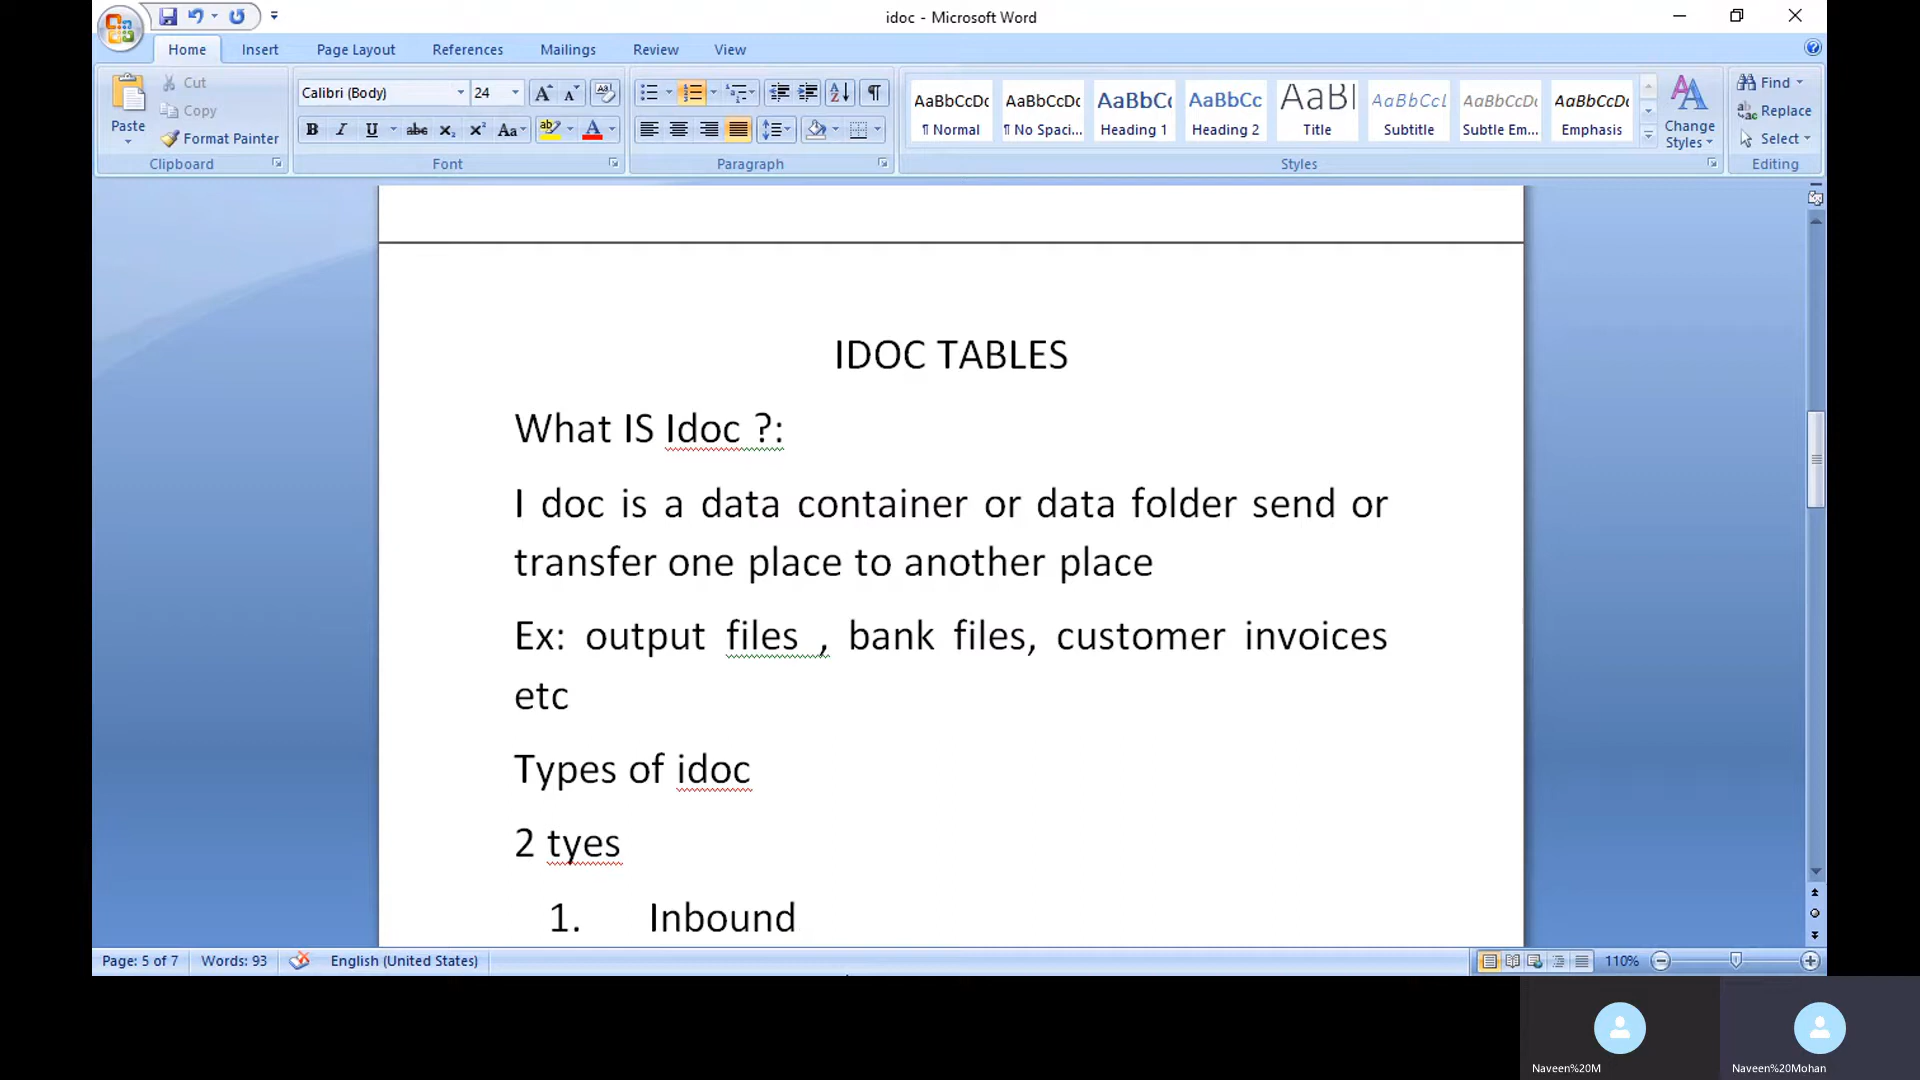 idoc - Microsoft Word
Home Insert Page Layout References Mailings Review View
Paste
Cut
Copy
Format Painter
Clipboard
Calibri (Body) 24
Font
Paragraph
AaBbCcDc AaBbCcDc AaBbCc AaBbCc AaBl AaBbCcL AaBbCcDc AaBbCcDc
¶ Normal ¶ No Spaci... Heading 1 Heading 2 Title Subtitle Subtle Em... Emphasis
Change Styles
Styles
Find
Replace
Select
Editing
IDOC TABLES
What IS Idoc ?:
I doc is a data container or data folder send or
transfer one place to another place
Ex: output files , bank files, customer invoices
etc
Types of idoc
2 tyes
1. Inbound
Page: 5 of 7 Words: 93 English (United States) 110%
Naveen%20M Naveen%20Mohan